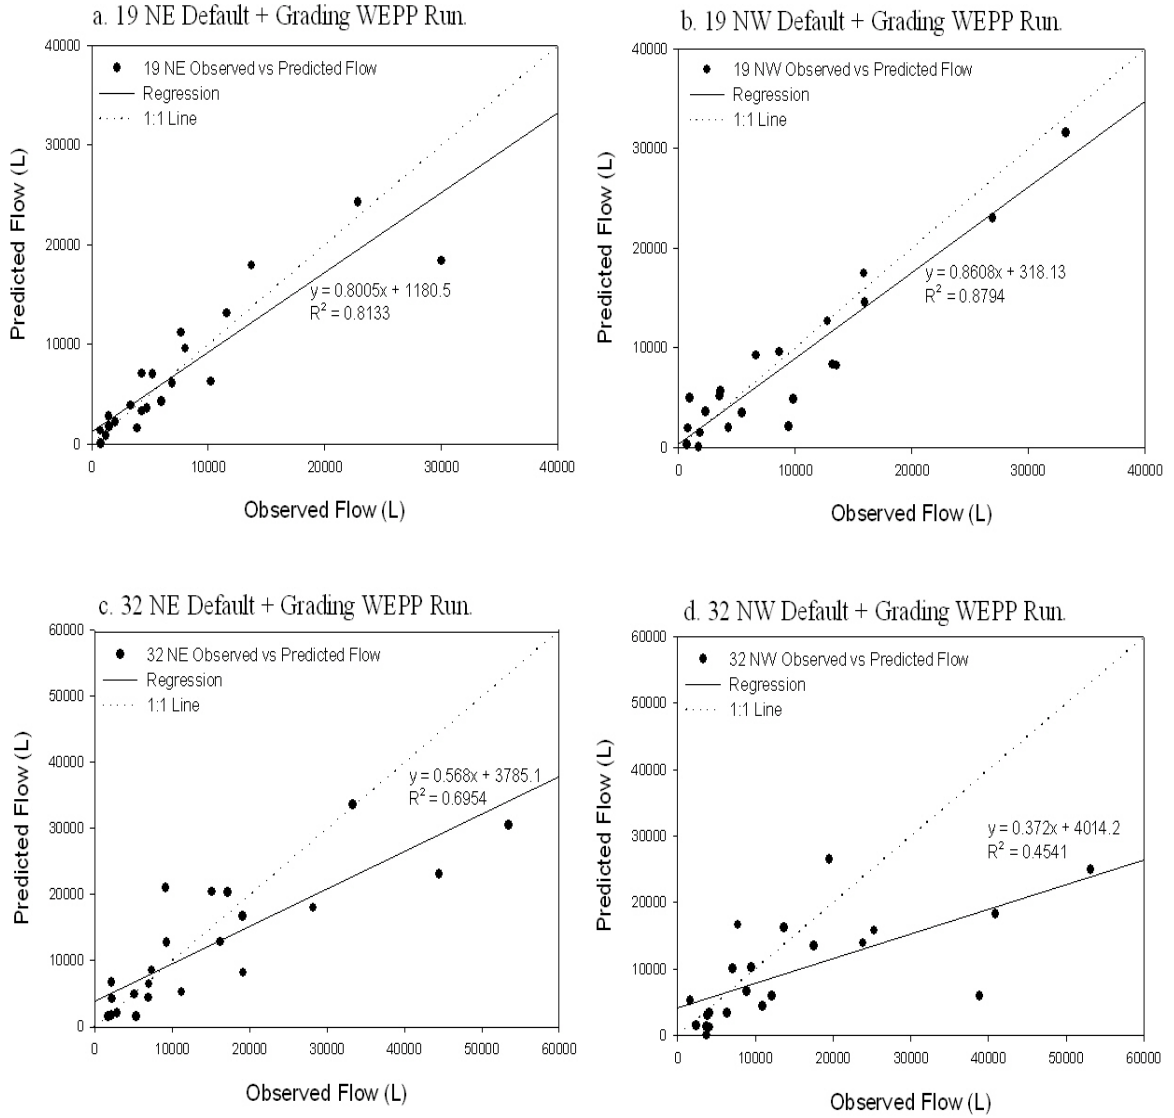 a. 19 NE Default + Grading WEPP Run.
40000
30000
20000
10000
0
Predicted Flow (L)
19 NE Observed vs Predicted Flow
Regression
1:1 Line
y = 0.8005x + 1180.5
R² = 0.8133
0 10000 20000 30000 40000
Observed Flow (L)
b. 19 NW Default + Grading WEPP Run.
40000
30000
20000
10000
0
Predicted Flow (L)
19 NW Observed vs Predicted Flow
Regression
1:1 Line
y = 0.8608x + 318.13
R² = 0.8794
0 10000 20000 30000 40000
Observed Flow (L)
c. 32 NE Default + Grading WEPP Run.
60000
50000
40000
30000
20000
10000
0
Predicted Flow (L)
32 NE Observed vs Predicted Flow
Regression
1:1 Line
y = 0.568x + 3785.1
R² = 0.6954
0 10000 20000 30000 40000 50000 60000
Observed Flow (L)
d. 32 NW Default + Grading WEPP Run.
60000
50000
40000
30000
20000
10000
0
Predicted Flow (L)
32 NW Observed vs Predicted Flow
Regression
1:1 Line
y = 0.372x + 4014.2
R² = 0.4541
0 10000 20000 30000 40000 50000 60000
Observed Flow (L)